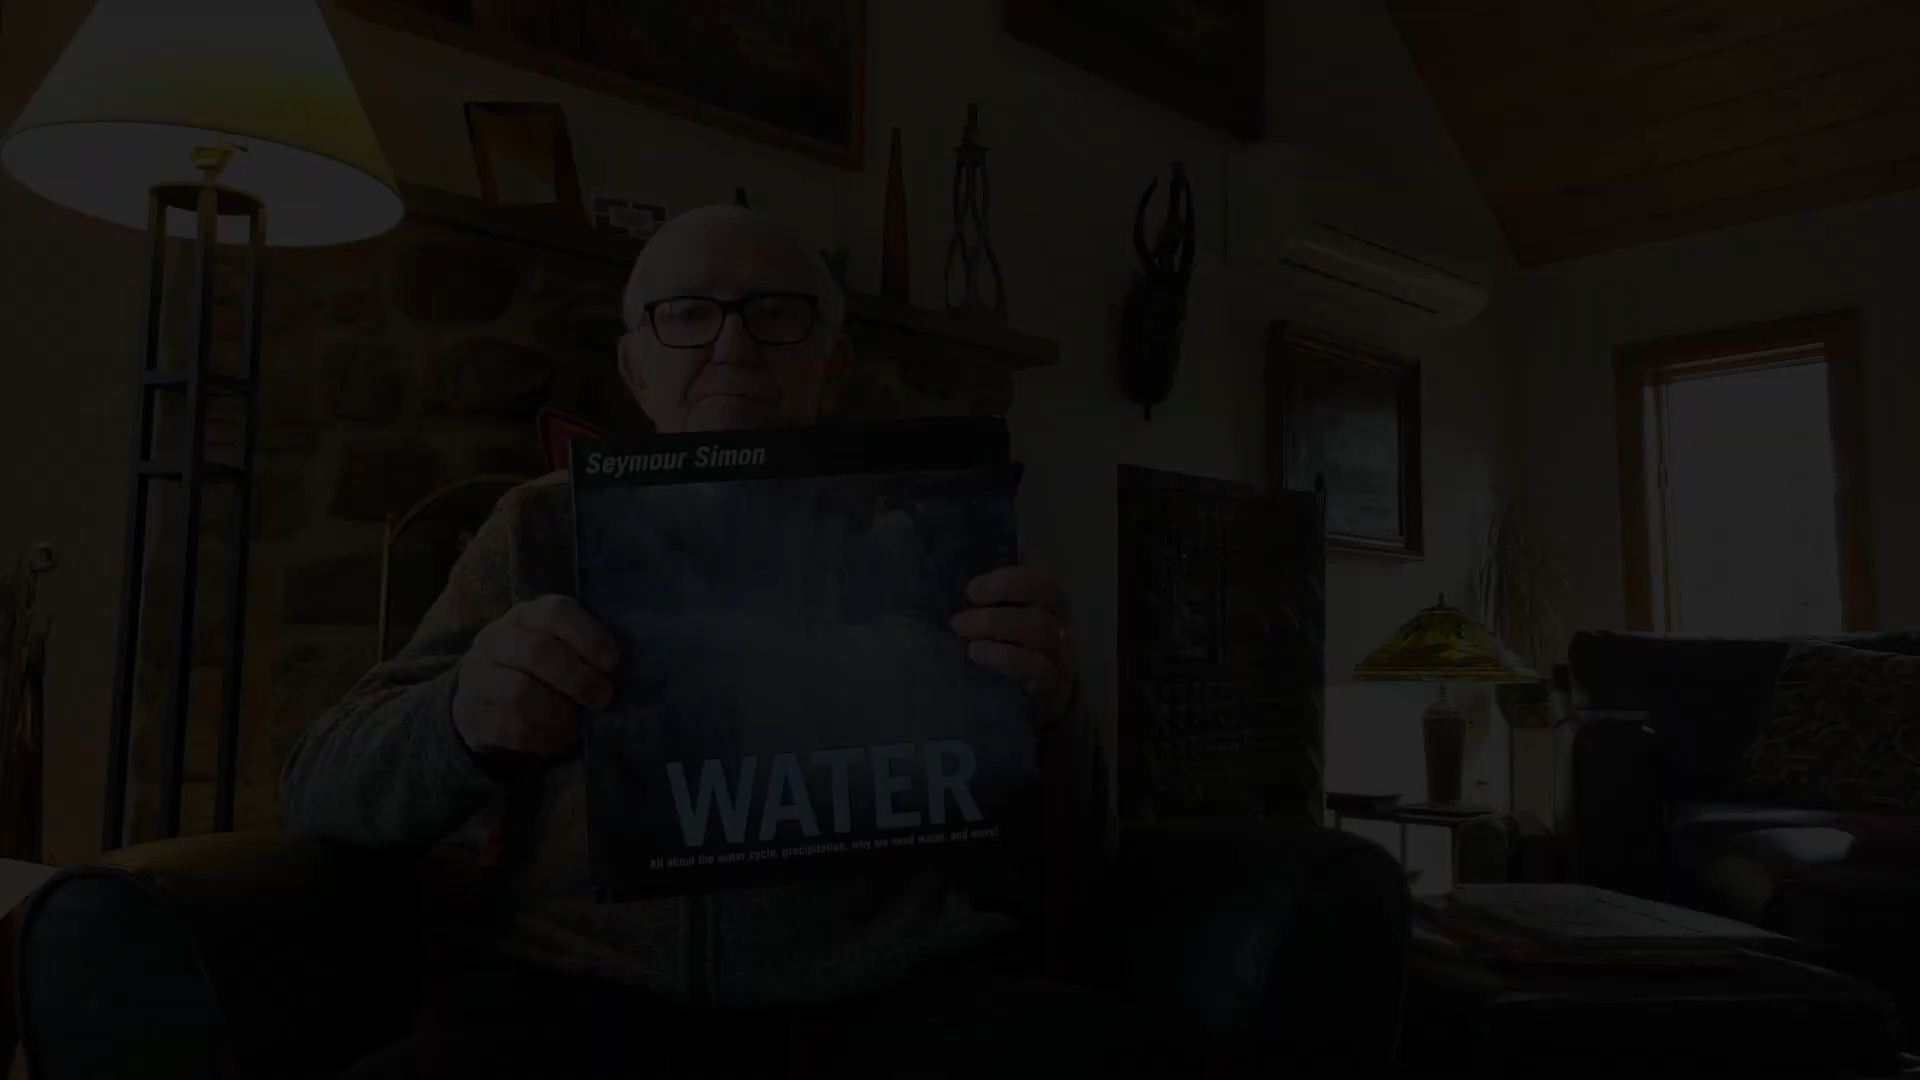 Seymour Simon
WATER
All about the water cycle, precipitation, why we need water, and more!